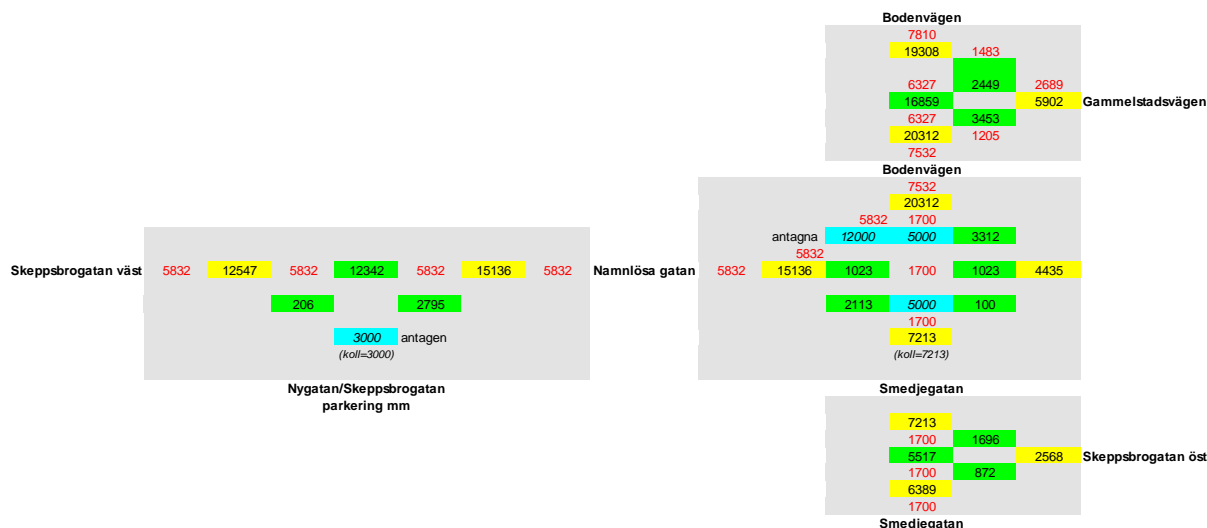 Bodenvägen
7810
19308 1483
6327 2449 2689
16859 5902 Gammelstadsvägen
6327 3453
20312 1205
7532
Bodenvägen
7532
20312
5832 1700
antagna 12000 5000 3312
5832
Skeppsbrogatan väst 5832 12547 5832 12342 5832 15136 5832 Namnlösa gatan 5832 15136 1023 1700 1023 4435
206 2795 2113 5000 100
1700
3000 antagen 7213
(koll=3000) (koll=7213)
Nygatan/Skeppsbrogatan Smedjegatan
parkering mm
7213
1700 1696
5517 2568 Skeppsbrogatan öst
1700 872
6389
1700
Smedjegatan